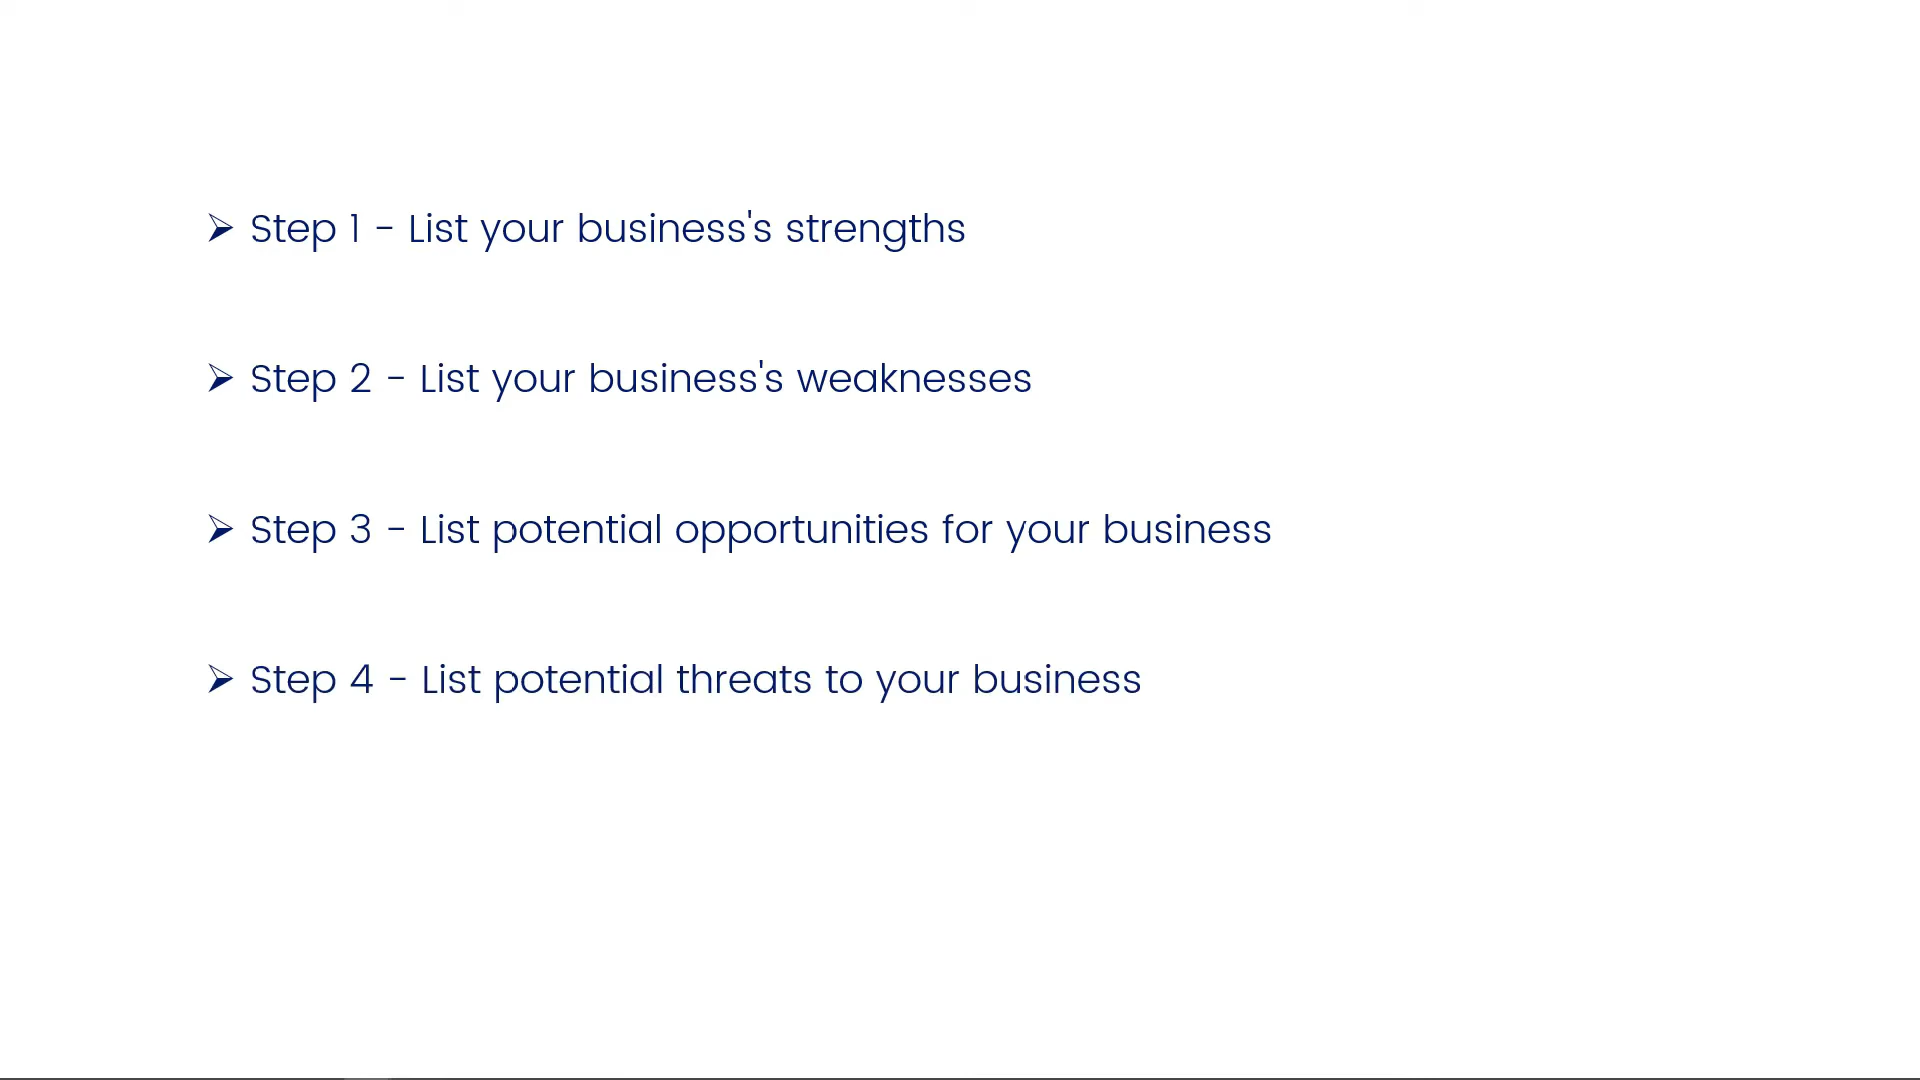 ➢ Step 1 - List your business's strengths
➢ Step 2 - List your business's weaknesses
➢ Step 3 - List potential opportunities for your business
➢ Step 4 - List potential threats to your business